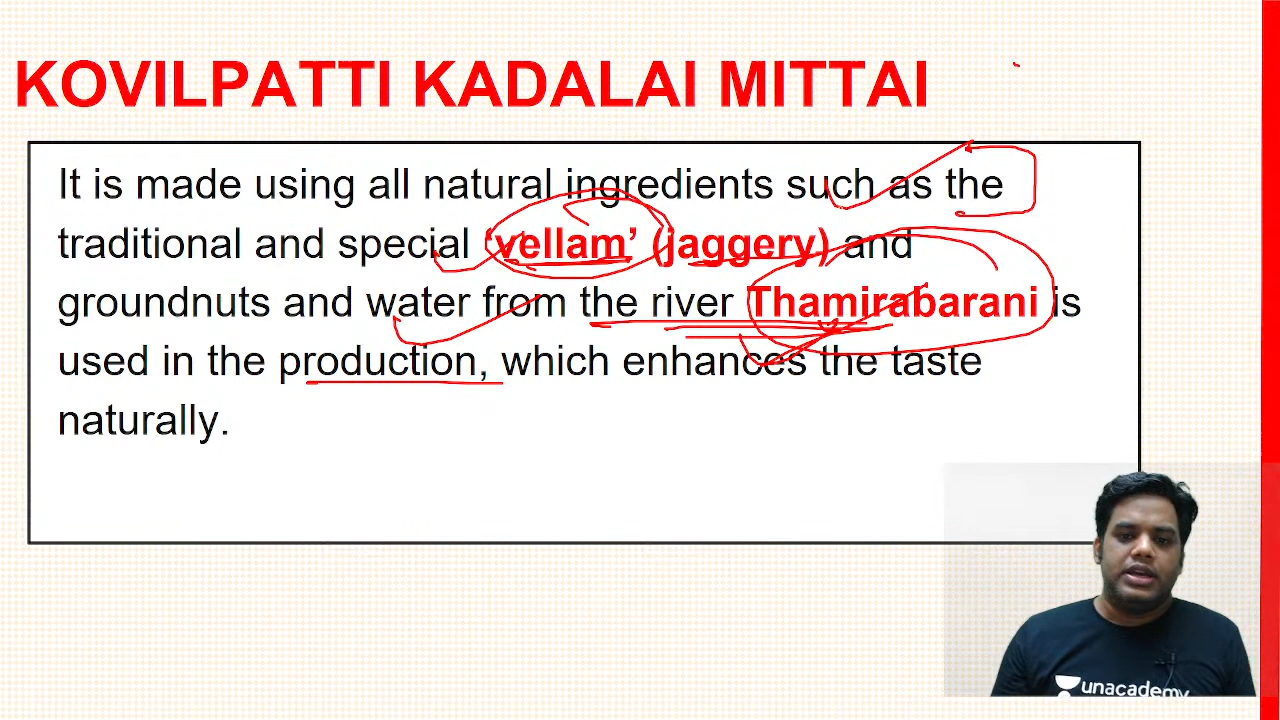 KOVILPATTI KADALAI MITTAI
It is made using all natural ingredients such as the
traditional and special ‘vellam’ (jaggery) and
groundnuts and water from the river Thamirabarani is
used in the production, which enhances the taste
naturally.
unacademy